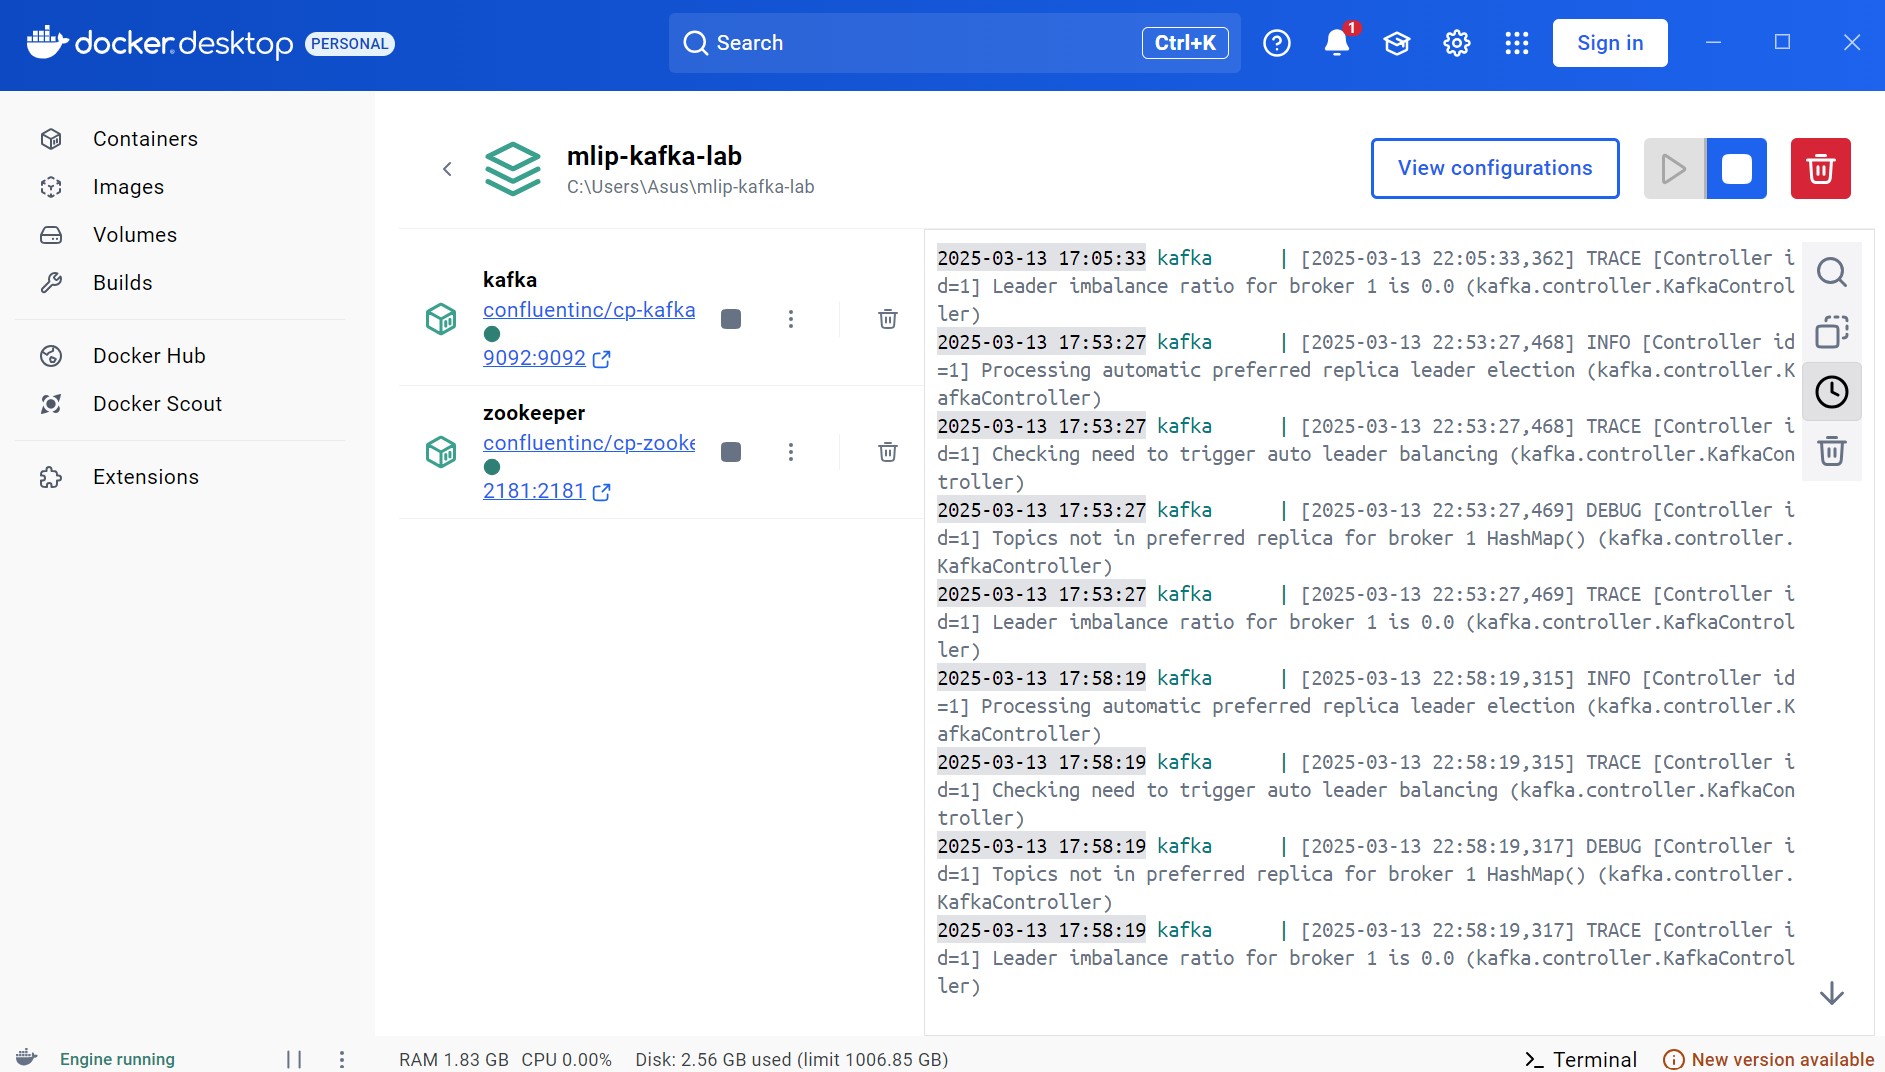 docker desktop PERSONAL
Search
Ctrl+K
1
Sign in
Containers
Images
Volumes
Builds
Docker Hub
Docker Scout
Extensions
mlip-kafka-lab
C:\Users\Asus\mlip-kafka-lab
View configurations
kafka
confluentinc/cp-kafka
9092:9092
zookeeper
confluentinc/cp-zooke
2181:2181
2025-03-13 17:05:33 kafka | [2025-03-13 22:05:33,362] TRACE [Controller i
d=1] Leader imbalance ratio for broker 1 is 0.0 (kafka.controller.KafkaControl
ler)
2025-03-13 17:53:27 kafka | [2025-03-13 22:53:27,468] INFO [Controller id
=1] Processing automatic preferred replica leader election (kafka.controller.K
afkaController)
2025-03-13 17:53:27 kafka | [2025-03-13 22:53:27,468] TRACE [Controller i
d=1] Checking need to trigger auto leader balancing (kafka.controller.KafkaCon
troller)
2025-03-13 17:53:27 kafka | [2025-03-13 22:53:27,469] DEBUG [Controller i
d=1] Topics not in preferred replica for broker 1 HashMap() (kafka.controller.
KafkaController)
2025-03-13 17:53:27 kafka | [2025-03-13 22:53:27,469] TRACE [Controller i
d=1] Leader imbalance ratio for broker 1 is 0.0 (kafka.controller.KafkaControl
ler)
2025-03-13 17:58:19 kafka | [2025-03-13 22:58:19,315] INFO [Controller id
=1] Processing automatic preferred replica leader election (kafka.controller.K
afkaController)
2025-03-13 17:58:19 kafka | [2025-03-13 22:58:19,315] TRACE [Controller i
d=1] Checking need to trigger auto leader balancing (kafka.controller.KafkaCon
troller)
2025-03-13 17:58:19 kafka | [2025-03-13 22:58:19,317] DEBUG [Controller i
d=1] Topics not in preferred replica for broker 1 HashMap() (kafka.controller.
KafkaController)
2025-03-13 17:58:19 kafka | [2025-03-13 22:58:19,317] TRACE [Controller i
d=1] Leader imbalance ratio for broker 1 is 0.0 (kafka.controller.KafkaControl
ler)
Engine running
RAM 1.83 GB CPU 0.00% Disk: 2.56 GB used (limit 1006.85 GB)
>_ Terminal
New version available